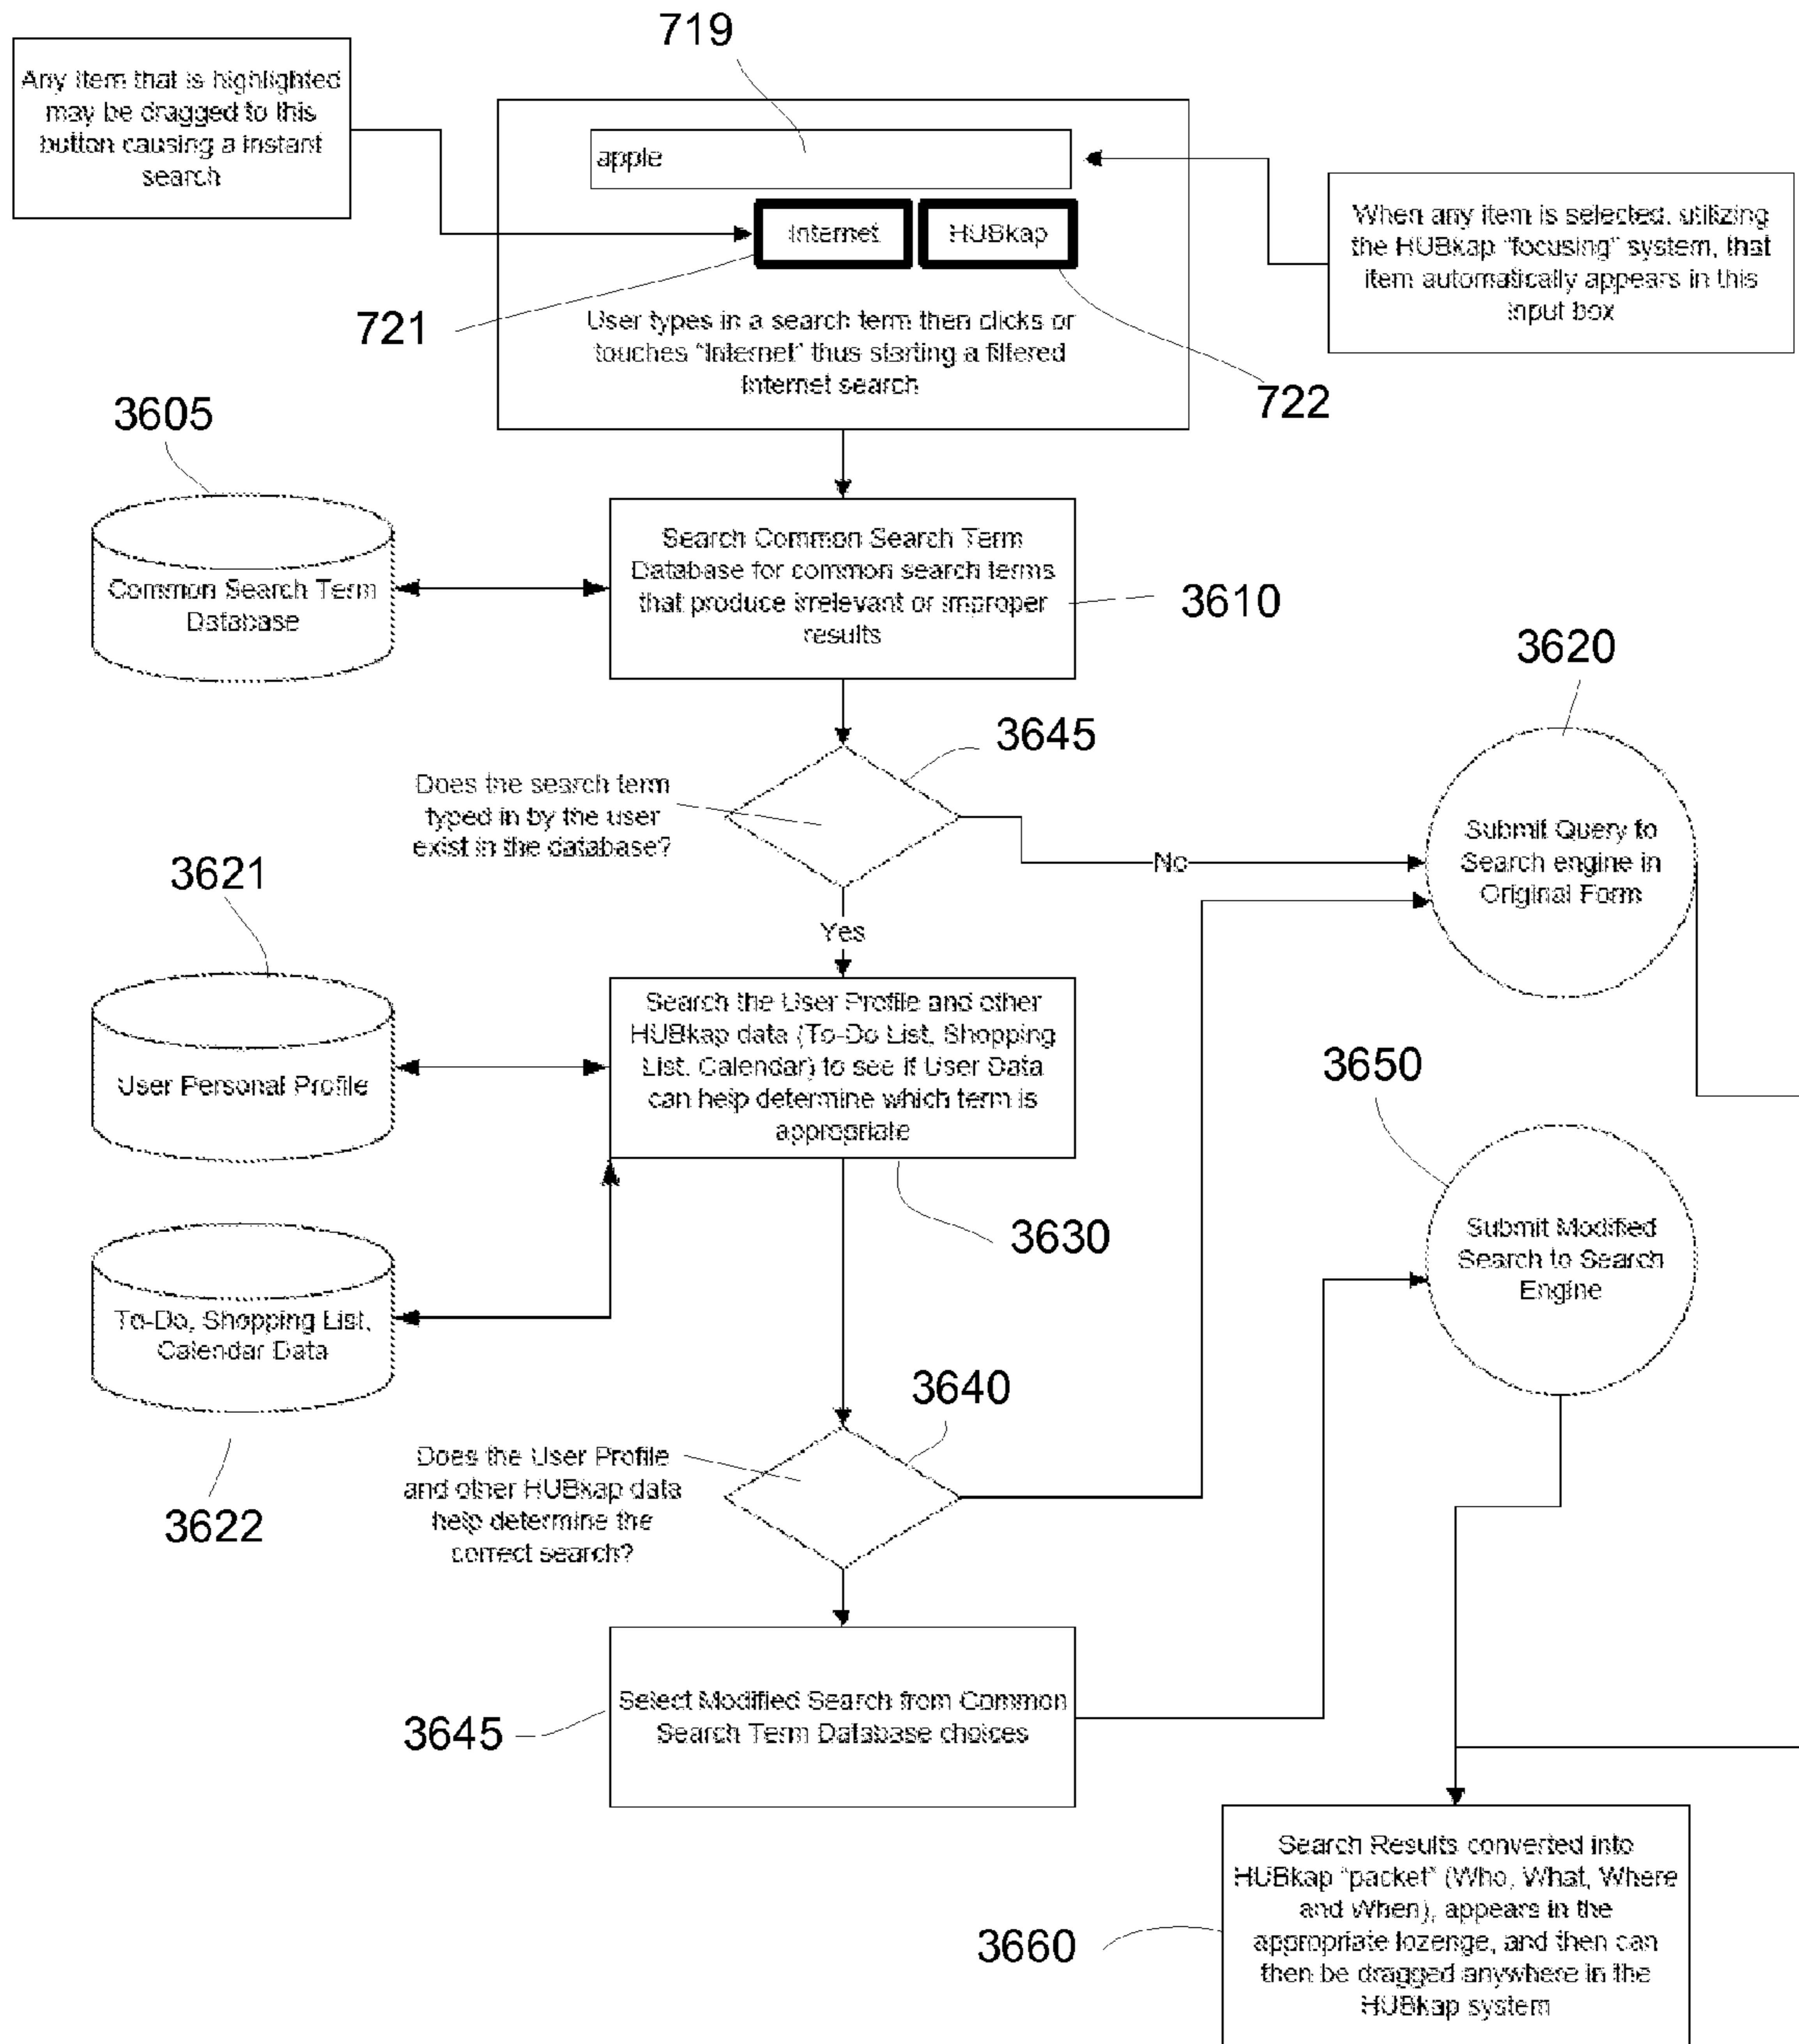 719
Any item that is highlighted
may be dragged to this
button causing a instant
search
apple
Internet
HUBkap
When any item is selected, utilizing
the HUBkap "focusing" system, that
item automatically appears in this
input box
721
User types in a search term then clicks or
touches "Internet" thus starting a filtered
Internet search
722
3605
Common Search Term
Database
Search Common Search Term
Database for common search terms
that produce irrelevant or improper
results
3610
3620
3645
Does the search term
typed in by the user
exist in the database?
No
Submit Query to
Search engine in
Original Form
3621
Yes
User Personal Profile
Search the User Profile and other
HUBkap data (To-Do List, Shopping
List, Calendar) to see if User Data
can help determine which term is
appropriate
3650
3630
Submit Modified
Search to Search
Engine
To-Do, Shopping List,
Calendar Data
3622
3640
Does the User Profile
and other HUBkap data
help determine the
correct search?
3645
Select Modified Search from Common
Search Term Database choices
3660
Search Results converted into
HUBkap "packet" (Who, What, Where
and When), appears in the
appropriate lozenge, and then can
then be dragged anywhere in the
HUBkap system